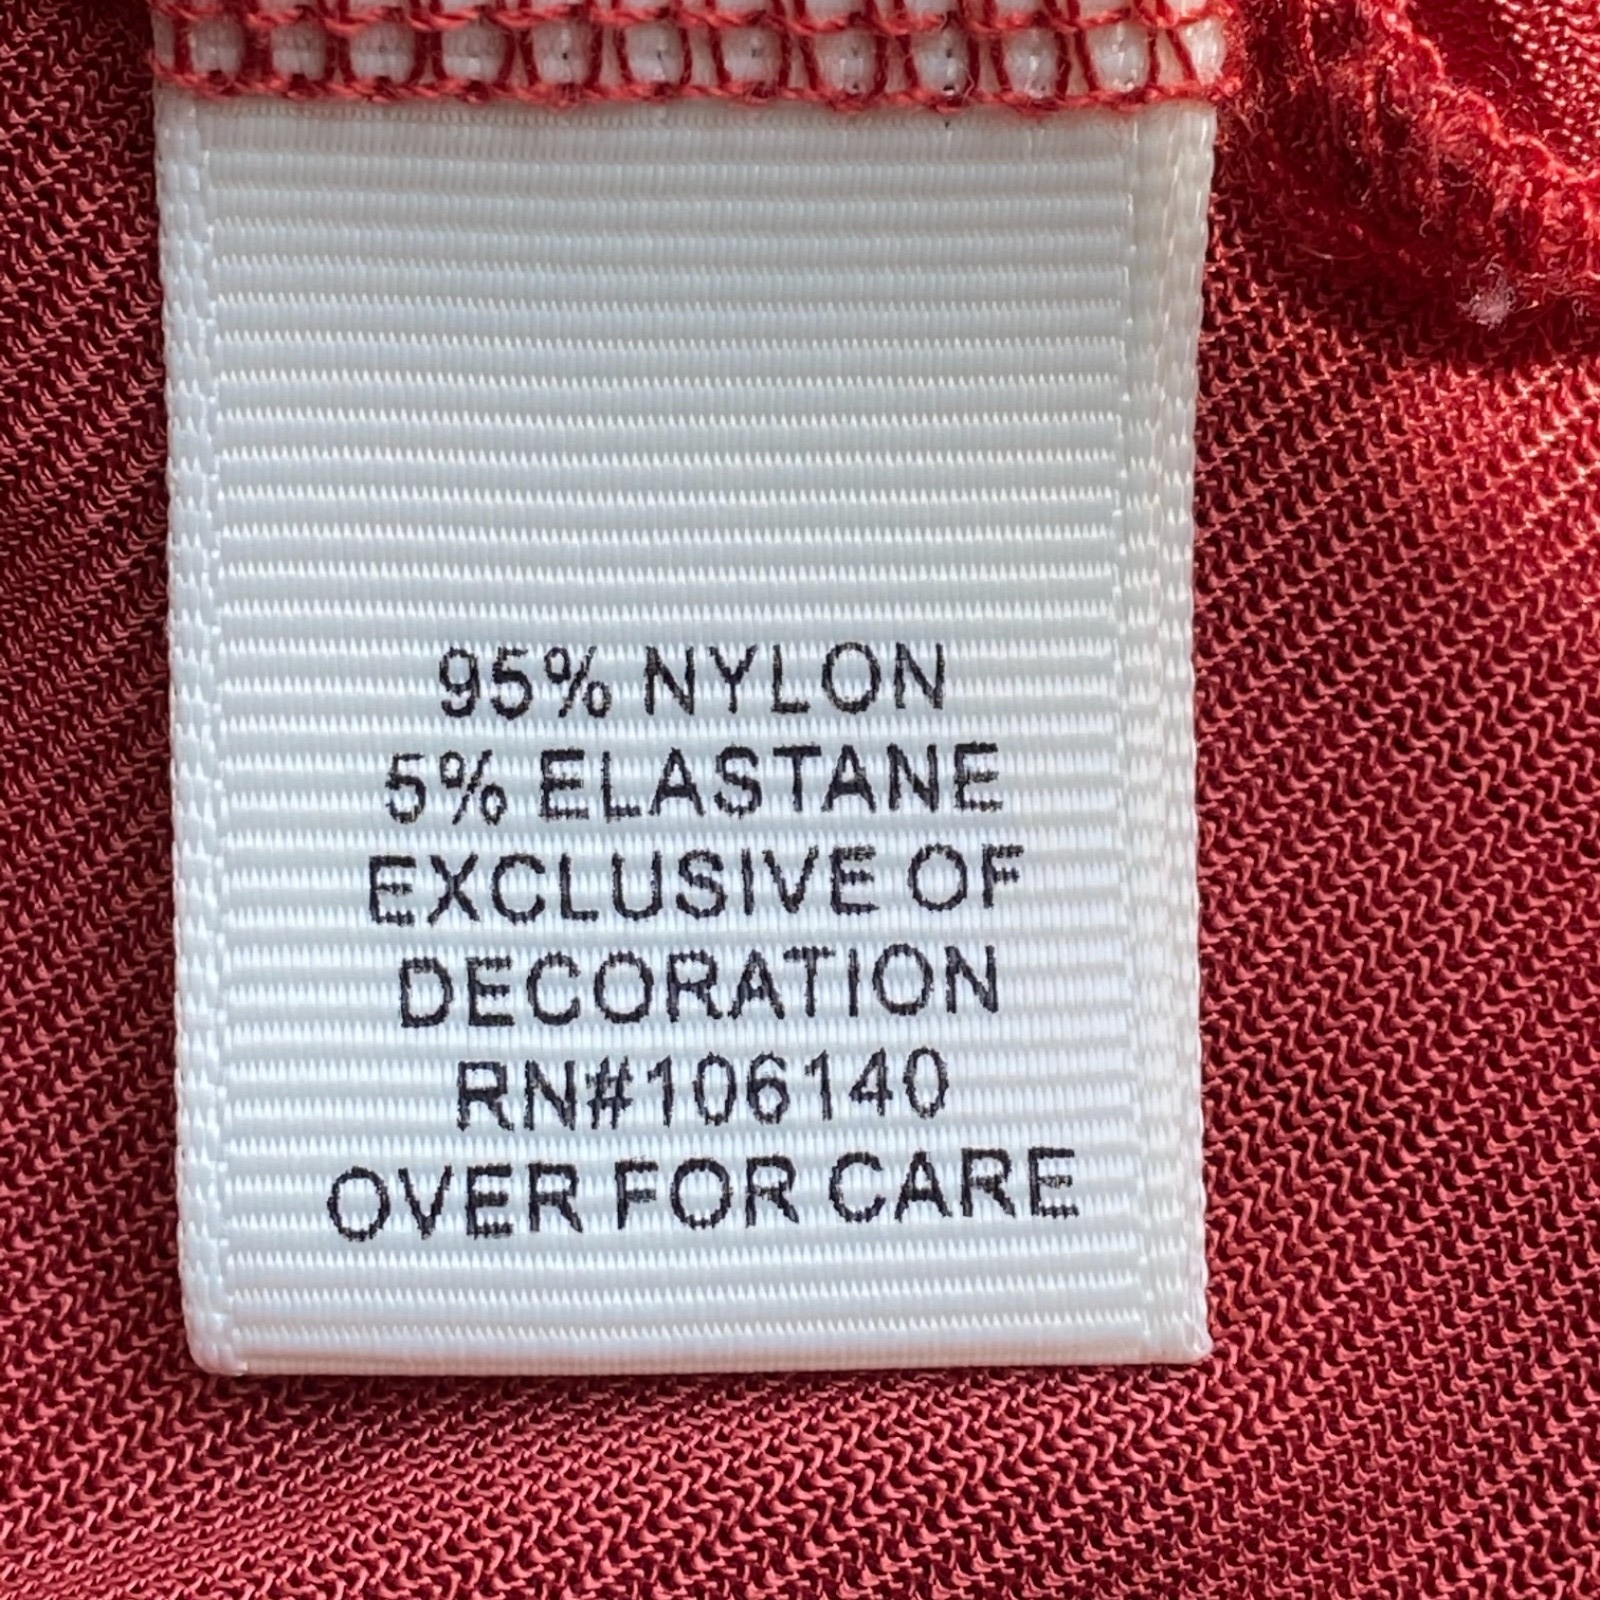 95% NYLON
5% ELASTANE
EXCLUSIVE OF
DECORATION
RN#106140
OVER FOR CARE